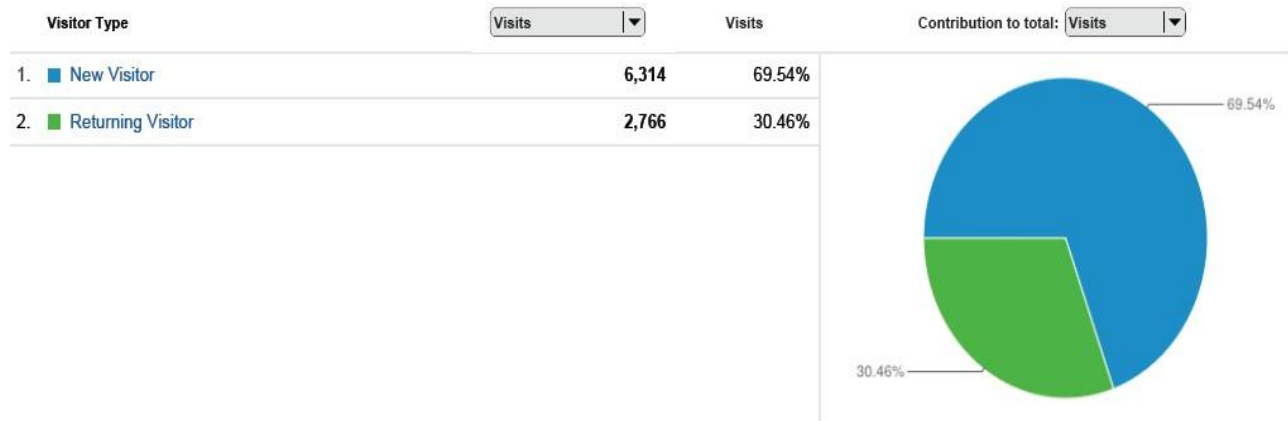 Visitor Type Visits Visits Contribution to total: Visits
1. New Visitor 6,314 69.54%
69.54%
2. Returning Visitor 2,766 30.46%
30.46%